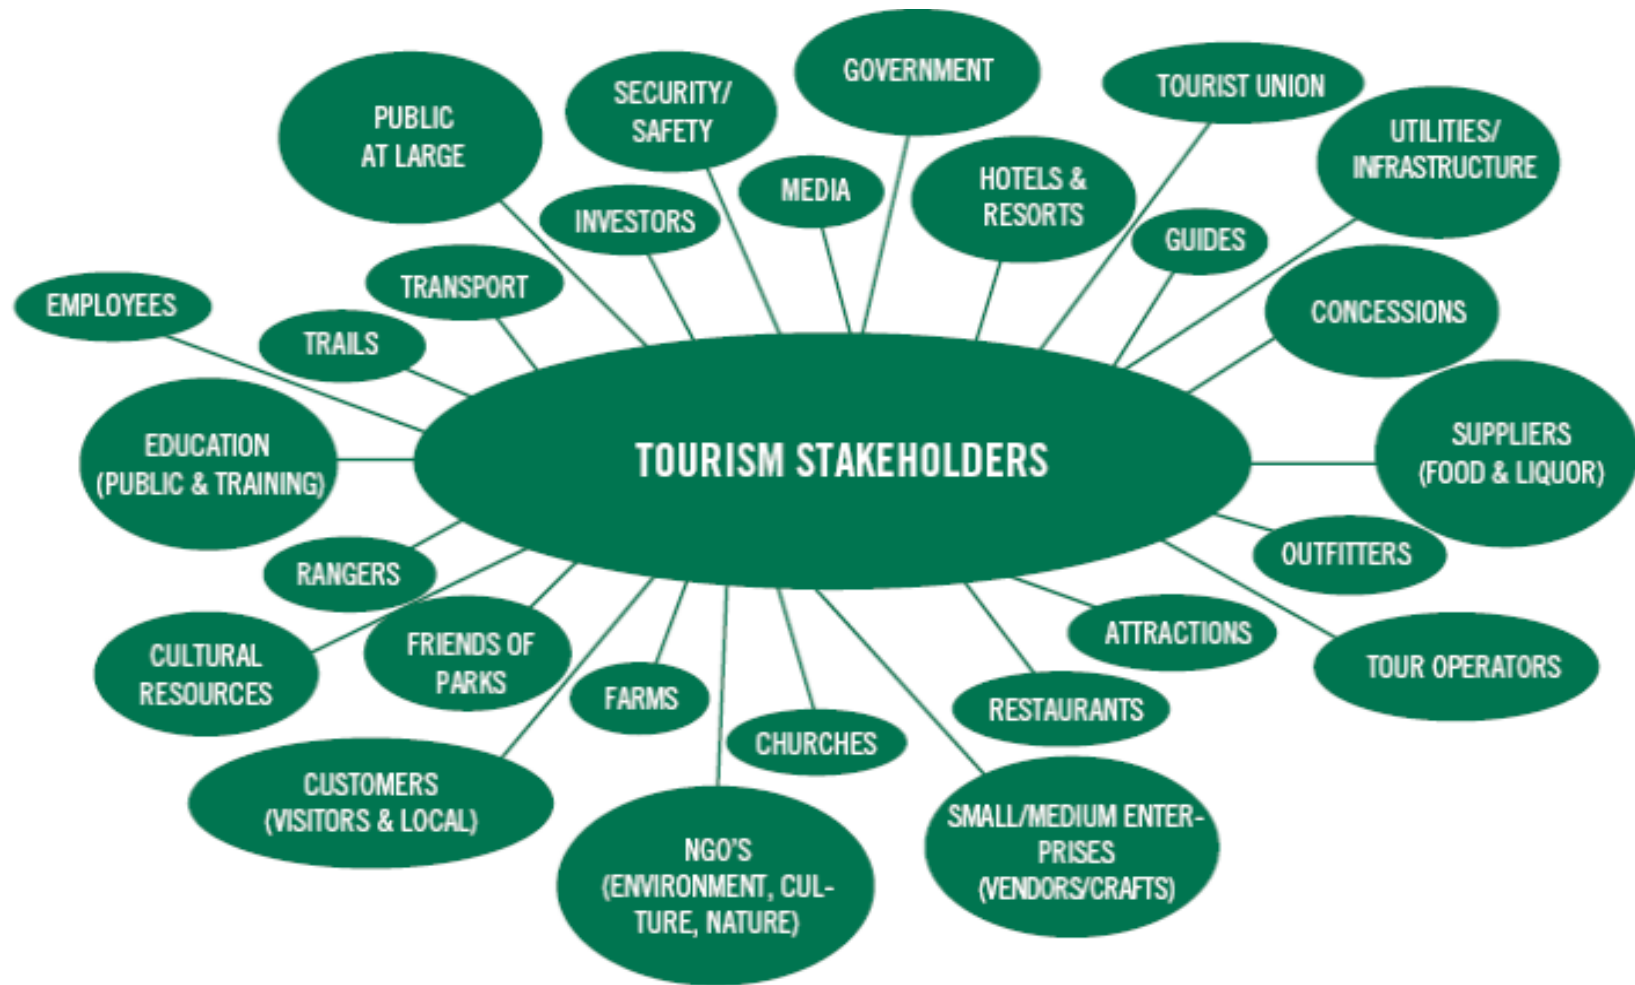 GOVERNMENT
TOURIST UNION
SECURITY/
SAFETY
PUBLIC
AT LARGE
UTILITIES/
INFRASTRUCTURE
MEDIA
HOTELS &
RESORTS
INVESTORS
GUIDES
TRANSPORT
EMPLOYEES
CONCESSIONS
TRAILS
EDUCATION
(PUBLIC & TRAINING)
TOURISM STAKEHOLDERS
SUPPLIERS
(FOOD & LIQUOR)
OUTFITTERS
RANGERS
ATTRACTIONS
FRIENDS OF
PARKS
CULTURAL
RESOURCES
TOUR OPERATORS
FARMS
RESTAURANTS
CHURCHES
CUSTOMERS
(VISITORS & LOCAL)
SMALL/MEDIUM ENTER-
PRISES
(VENDORS/CRAFTS)
NGO'S
(ENVIRONMENT, CUL-
TURE, NATURE)